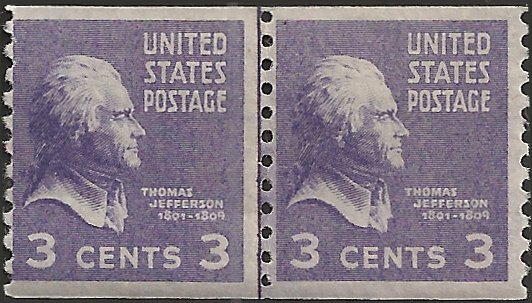 UNITED
STATES
POSTAGE
THOMAS
JEFFERSON
1801-1809
3 CENTS 3
UNITED
STATES
POSTAGE
THOMAS
JEFFERSON
1801-1809
3 CENTS 3